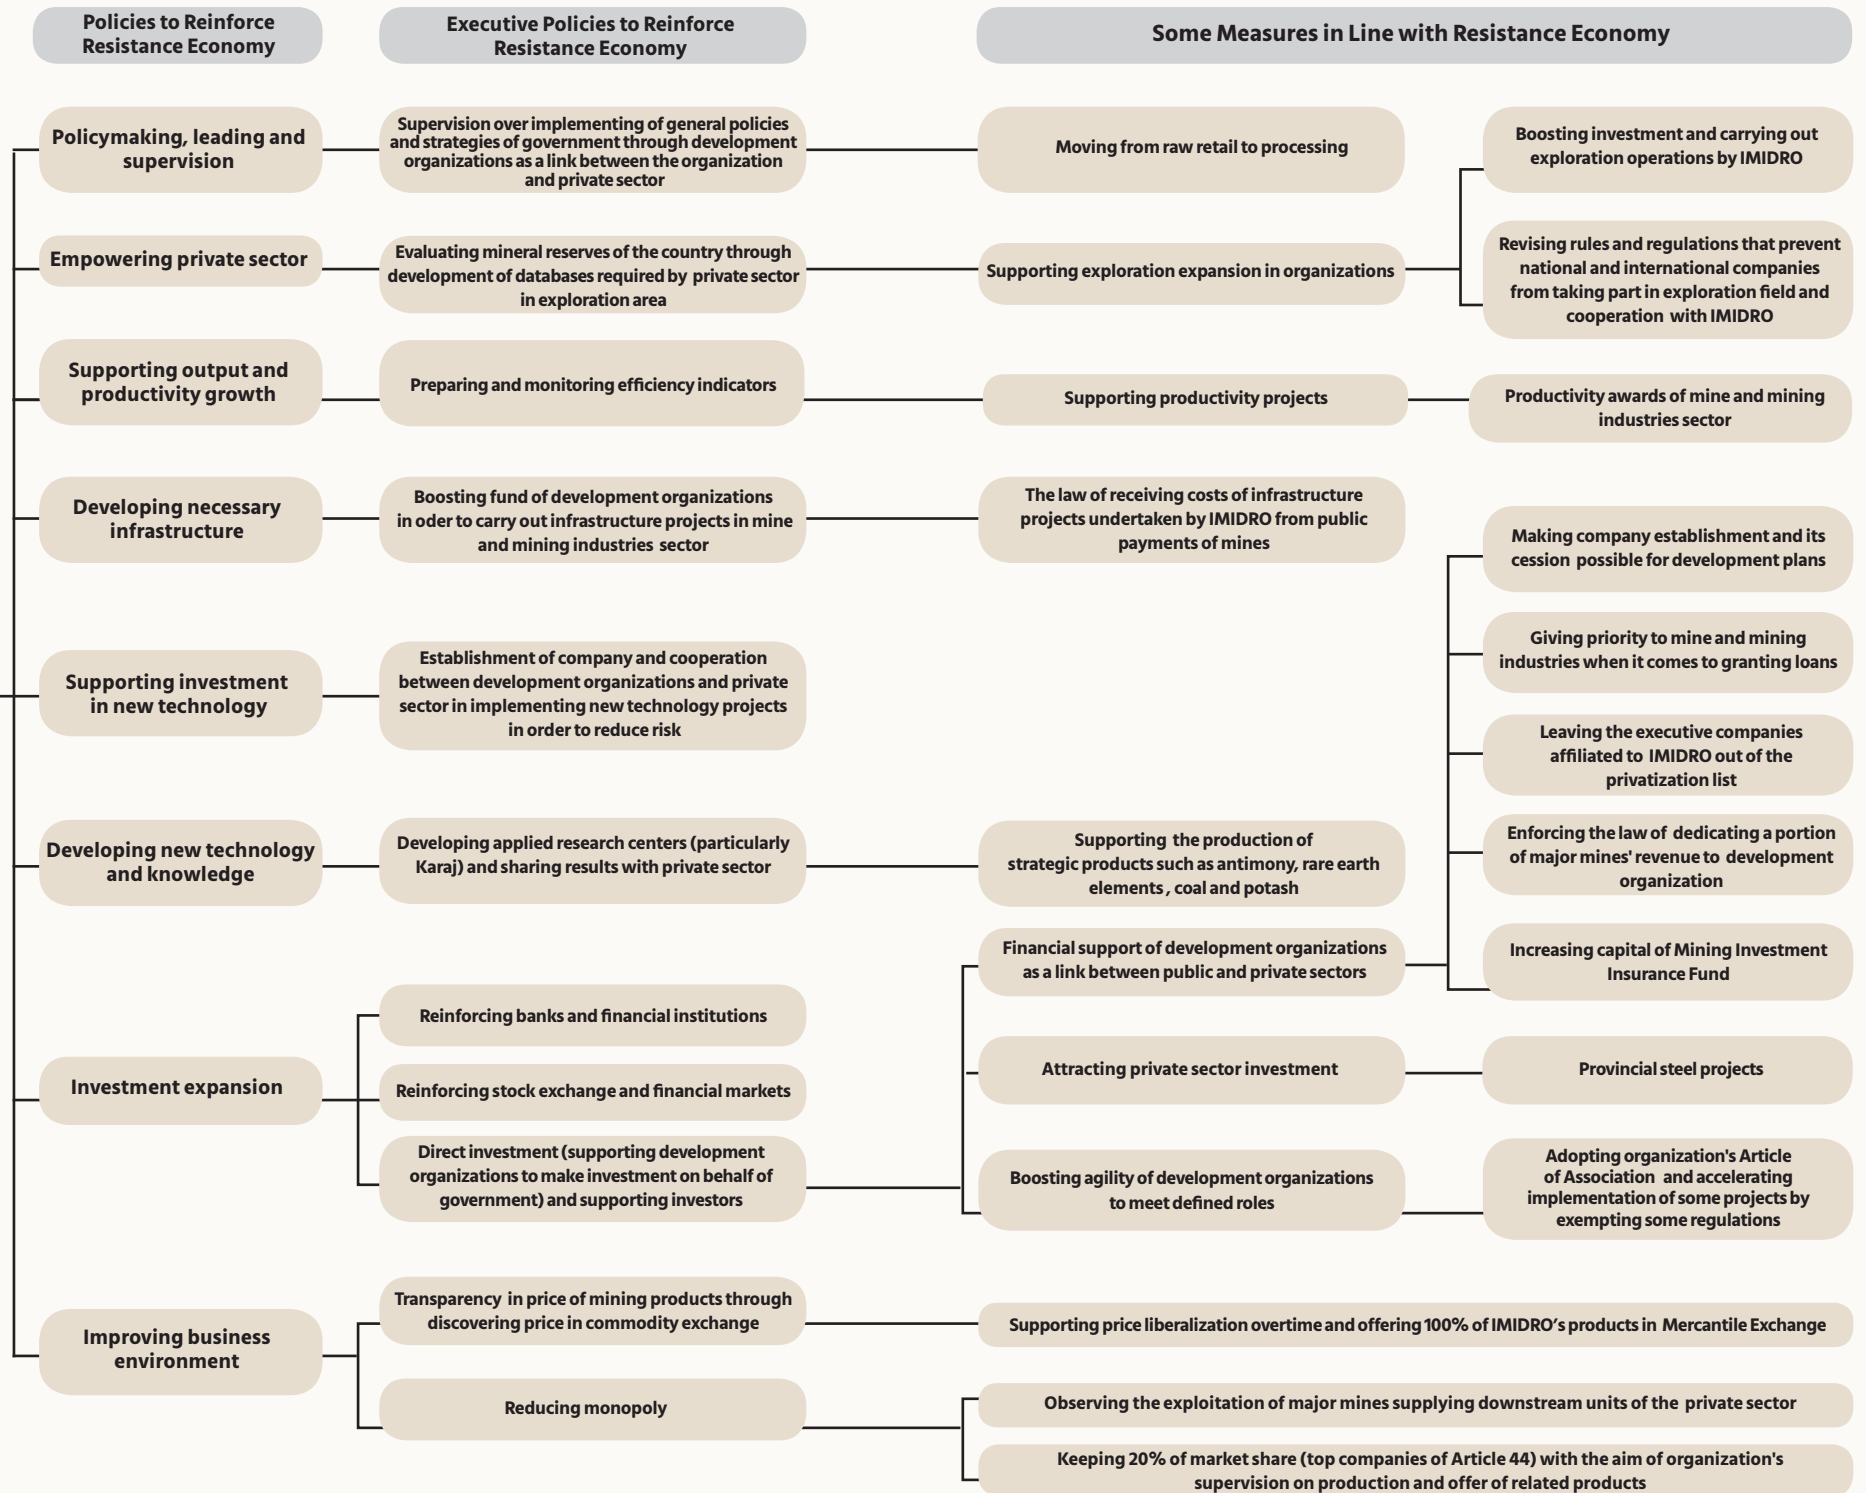 Policies to Reinforce
Resistance Economy
Executive Policies to Reinforce
Resistance Economy
Some Measures in Line with Resistance Economy
Policymaking, leading and
supervision
Supervision over implementing of general policies
and strategies of government through development
organizations as a link between the organization
and private sector
Moving from raw retail to processing
Boosting investment and carrying out
exploration operations by IMIDRO
Empowering private sector
Evaluating mineral reserves of the country through
development of databases required by private sector
in exploration area
Supporting exploration expansion in organizations
Revising rules and regulations that prevent
national and international companies
from taking part in exploration field and
cooperation with IMIDRO
Supporting output and
productivity growth
Preparing and monitoring efficiency indicators
Supporting productivity projects
Productivity awards of mine and mining
industries sector
Developing necessary
infrastructure
Boosting fund of development organizations
in oder to carry out infrastructure projects in mine
and mining industries sector
The law of receiving costs of infrastructure
projects undertaken by IMIDRO from public
payments of mines
Making company establishment and its
cession possible for development plans
Giving priority to mine and mining
industries when it comes to granting loans
Supporting investment
in new technology
Establishment of company and cooperation
between development organizations and private
sector in implementing new technology projects
in order to reduce risk
Leaving the executive companies
affiliated to IMIDRO out of the
privatization list
Developing new technology
and knowledge
Developing applied research centers (particularly
Karaj) and sharing results with private sector
Supporting the production of
strategic products such as antimony, rare earth
elements , coal and potash
Enforcing the law of dedicating a portion
of major mines' revenue to development
organization
Financial support of development organizations
as a link between public and private sectors
Increasing capital of Mining Investment
Insurance Fund
Investment expansion
Reinforcing banks and financial institutions
Reinforcing stock exchange and financial markets
Direct investment (supporting development
organizations to make investment on behalf of
government) and supporting investors
Attracting private sector investment
Provincial steel projects
Boosting agility of development organizations
to meet defined roles
Adopting organization's Article
of Association and accelerating
implementation of some projects by
exempting some regulations
Improving business
environment
Transparency in price of mining products through
discovering price in commodity exchange
Supporting price liberalization overtime and offering 100% of IMIDRO’s products in Mercantile Exchange
Reducing monopoly
Observing the exploitation of major mines supplying downstream units of the private sector
Keeping 20% of market share (top companies of Article 44) with the aim of organization's
supervision on production and offer of related products